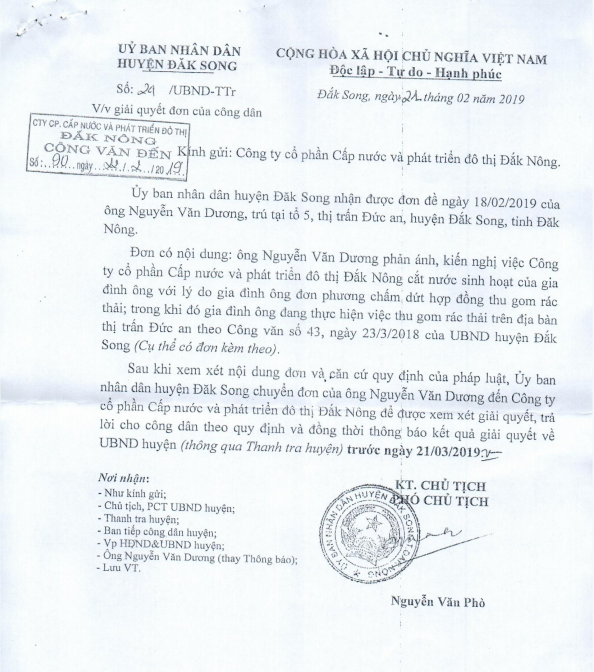 UỶ BAN NHÂN DÂN
HUYỆN ĐĂK SONG
Số: 29 /UBND-TTr
V/v giải quyết đơn của công dân
CỘNG HÒA XÃ HỘI CHỦ NGHĨA VIỆT NAM
Độc lập - Tự do - Hạnh phúc
Đắk Song, ngày 21 tháng 02 năm 2019
CTY CP. CẤP NƯỚC VÀ PHÁT TRIỂN ĐÔ THỊ
ĐĂK NÔNG
CÔNG VĂN ĐẾN
Số:..90...ngày.../2019.
Kính gửi: Công ty cổ phần Cấp nước và phát triển đô thị Đắk Nông.
Ủy ban nhân dân huyện Đăk Song nhận được đơn đề ngày 18/02/2019 của
ông Nguyễn Văn Dương, trú tại tổ 5, thị trấn Đức an, huyện Đắk Song, tỉnh Đăk
Nông.
Đơn có nội dung: ông Nguyễn Văn Dương phản ánh, kiến nghị việc Công
ty cổ phần Cấp nước và phát triển đô thị Đắk Nông cắt nước sinh hoạt của gia
đình ông với lý do gia đình ông đơn phương chấm dứt hợp đồng thu gom rác
thải; trong khi đó gia đình ông đang thực hiện việc thu gom rác thải trên địa bàn
thị trấn Đức an theo Công văn số 43, ngày 23/3/2018 của UBND huyện Đắk
Song (Cụ thể có đơn kèm theo).
Sau khi xem xét nội dung đơn và căn cứ quy định của pháp luật, Ủy ban
nhân dân huyện Đăk Song chuyển đơn của ông Nguyễn Văn Dương đến Công ty
cổ phần Cấp nước và phát triển đô thị Đắk Nông để được xem xét giải quyết, trả
lời cho công dân theo quy định và đồng thời thông báo kết quả giải quyết về
UBND huyện (thông qua Thanh tra huyện) trước ngày 21/03/2019.
Nơi nhận:
- Như kính gửi;
- Chủ tịch, PCT UBND huyện;
- Thanh tra huyện;
- Ban tiếp công dân huyện;
- Vp HĐND&UBND huyện;
- Ông Nguyễn Văn Dương (thay Thông báo);
- Lưu VT.
KT. CHỦ TỊCH
PHÓ CHỦ TỊCH
ỦY BAN NHÂN DÂN HUYỆN ĐĂK SONG
Nguyễn Văn Phò